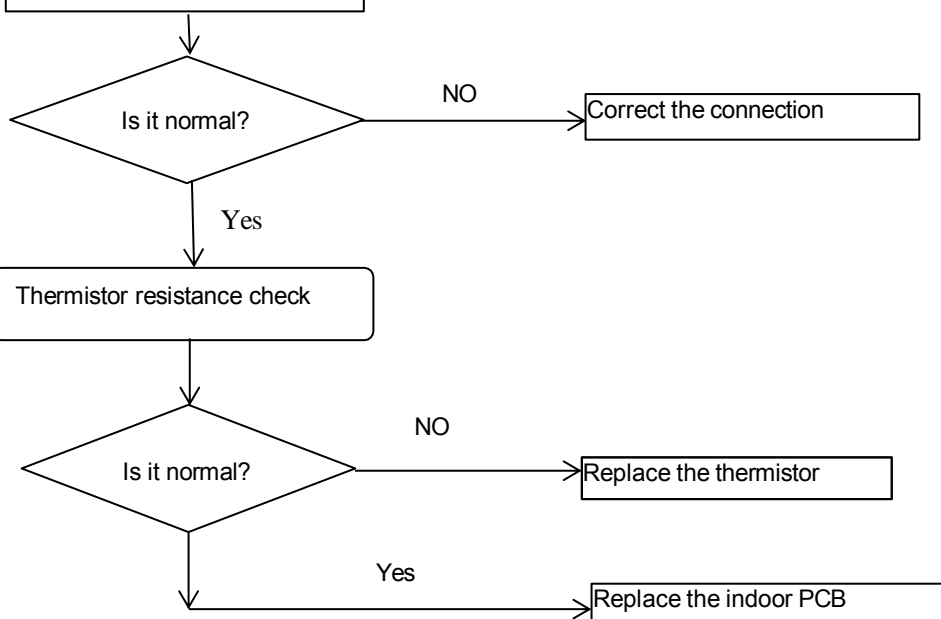 Is it normal?
NO
Correct the connection
Yes
Thermistor resistance check
Is it normal?
NO
Replace the thermistor
Yes
Replace the indoor PCB